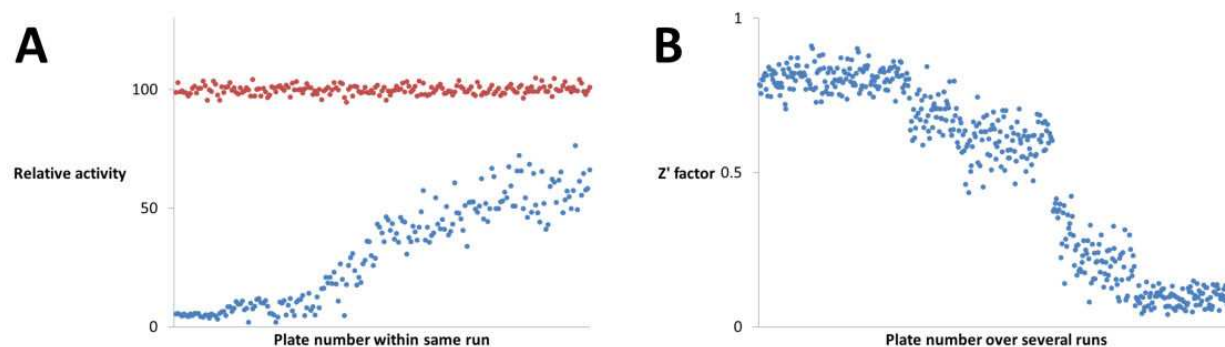 A
100
Relative activity
50
0
Plate number within same run
B
1
Z' factor
0.5
0
Plate number over several runs